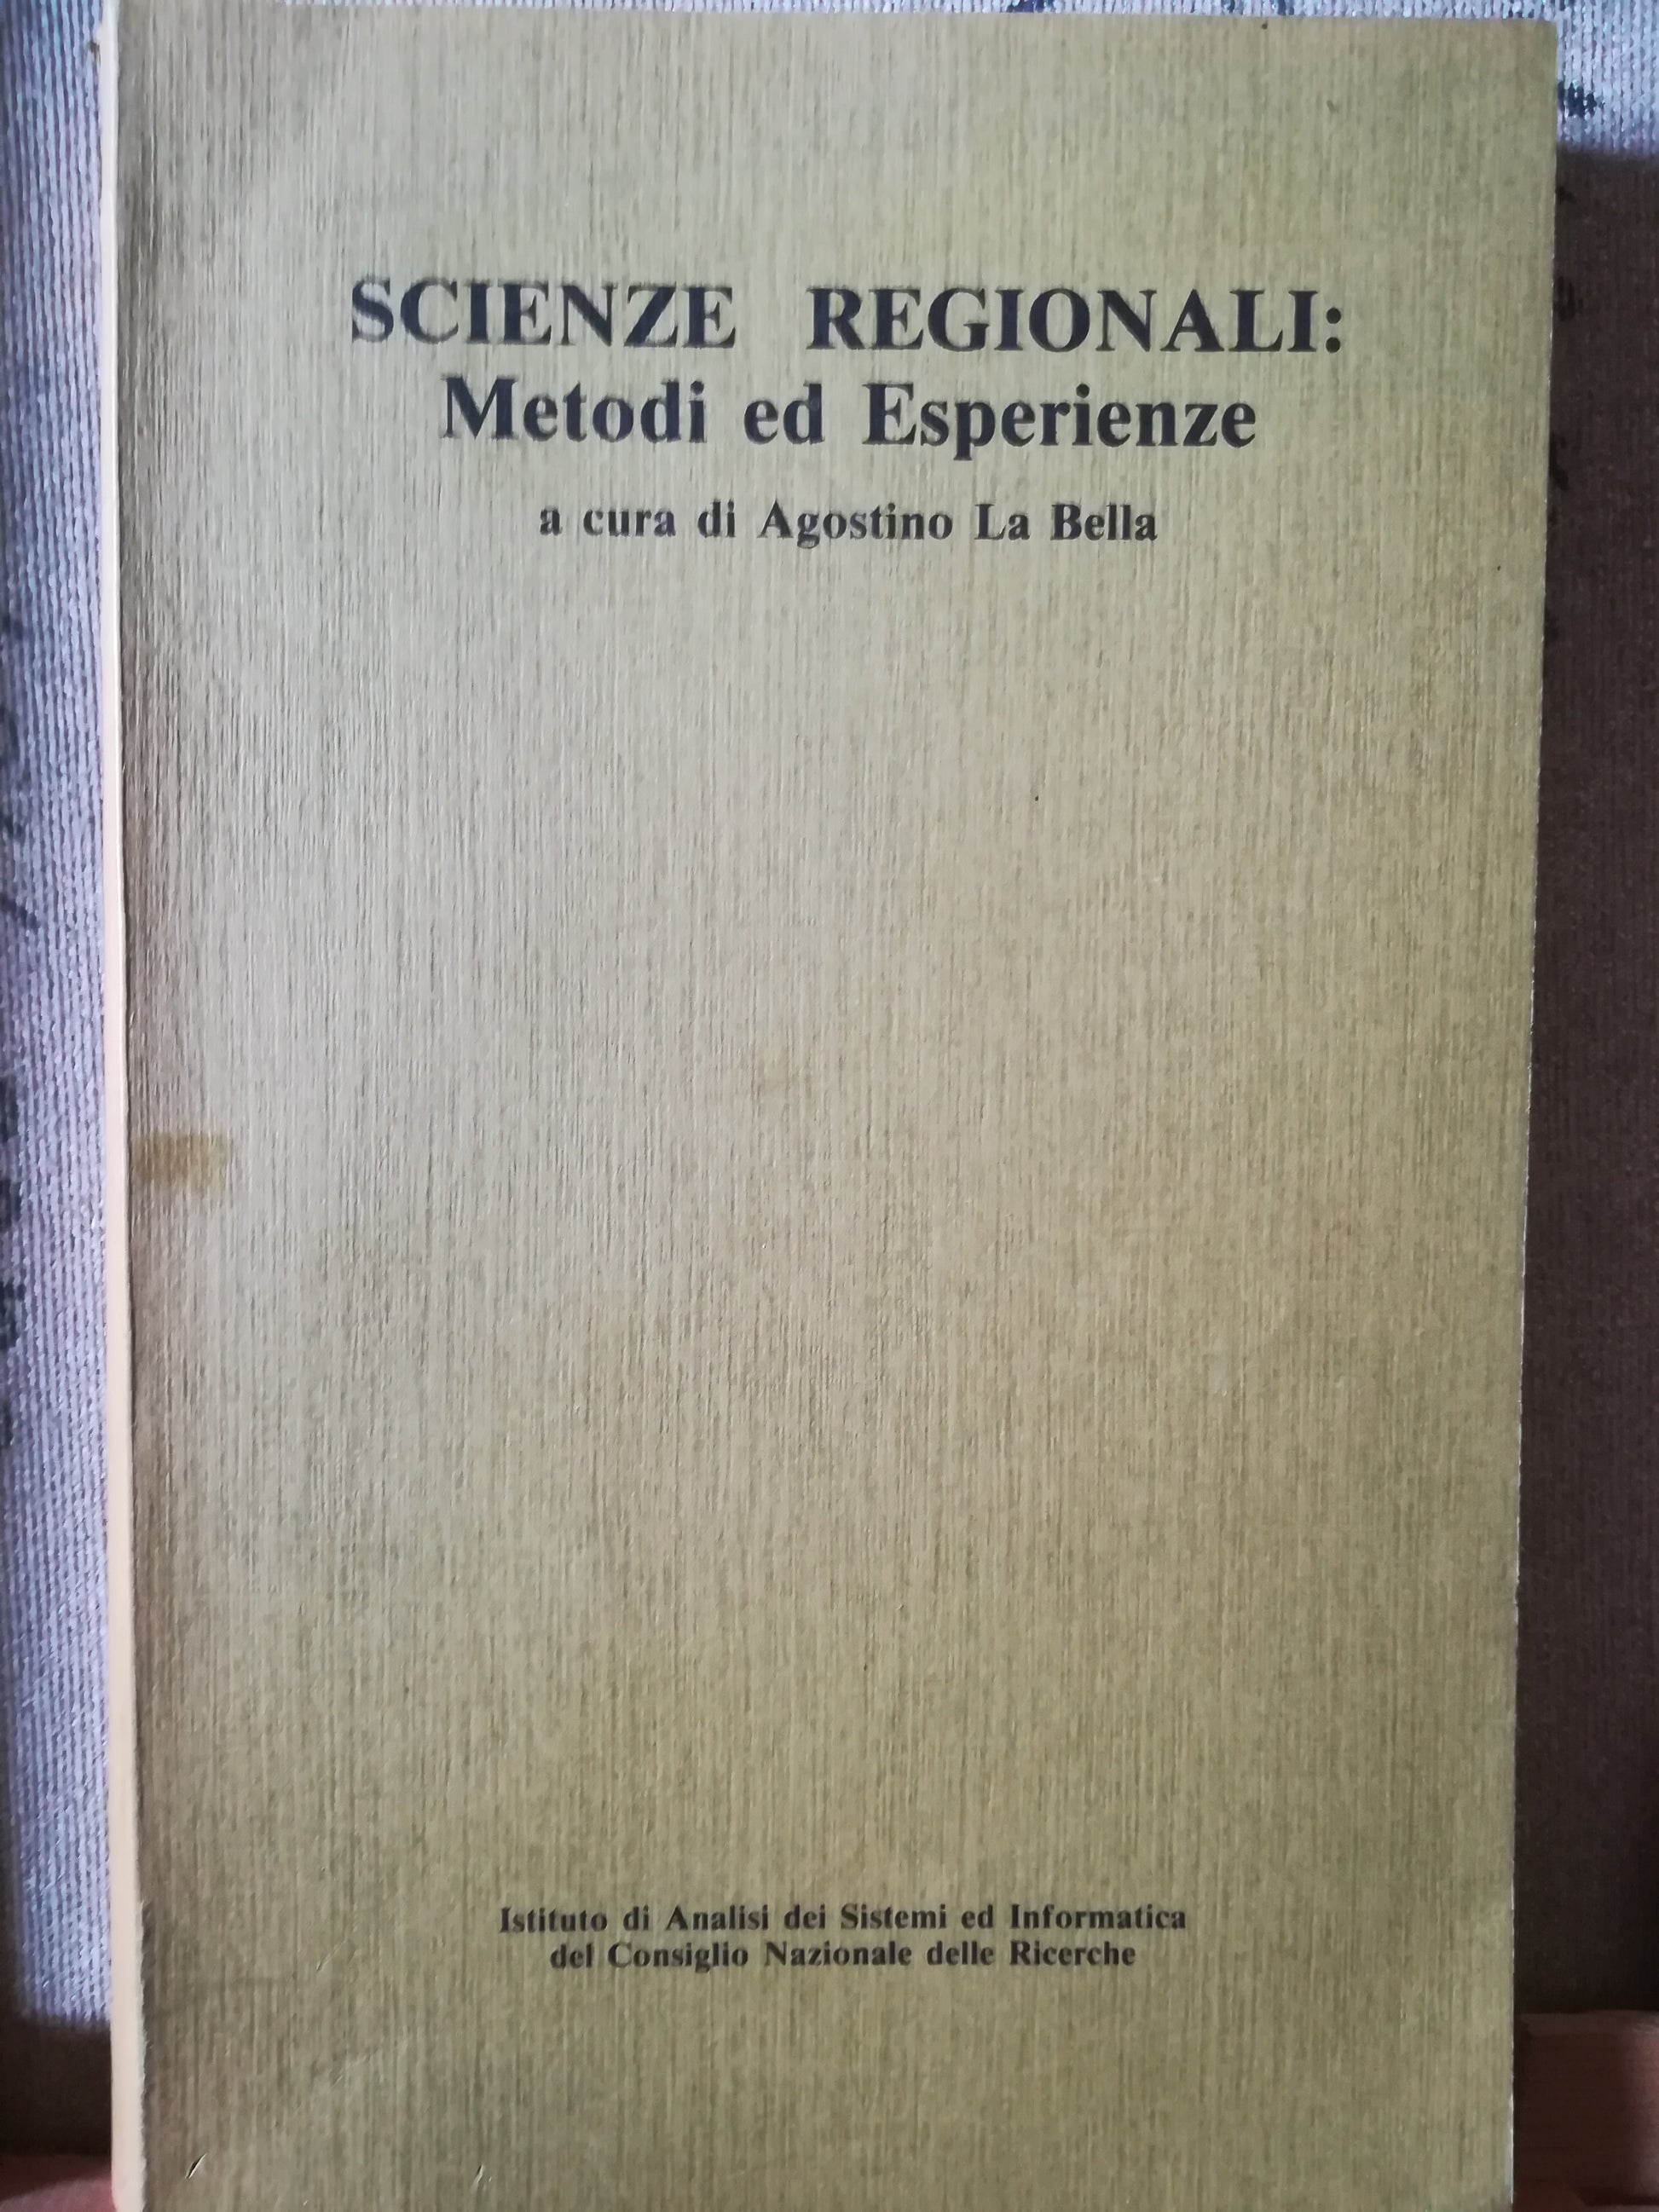 SCIENZE REGIONALI:
Metodi ed Esperienze
a cura di Agostino La Bella
Istituto di Analisi dei Sistemi ed Informatica
del Consiglio Nazionale delle Ricerche